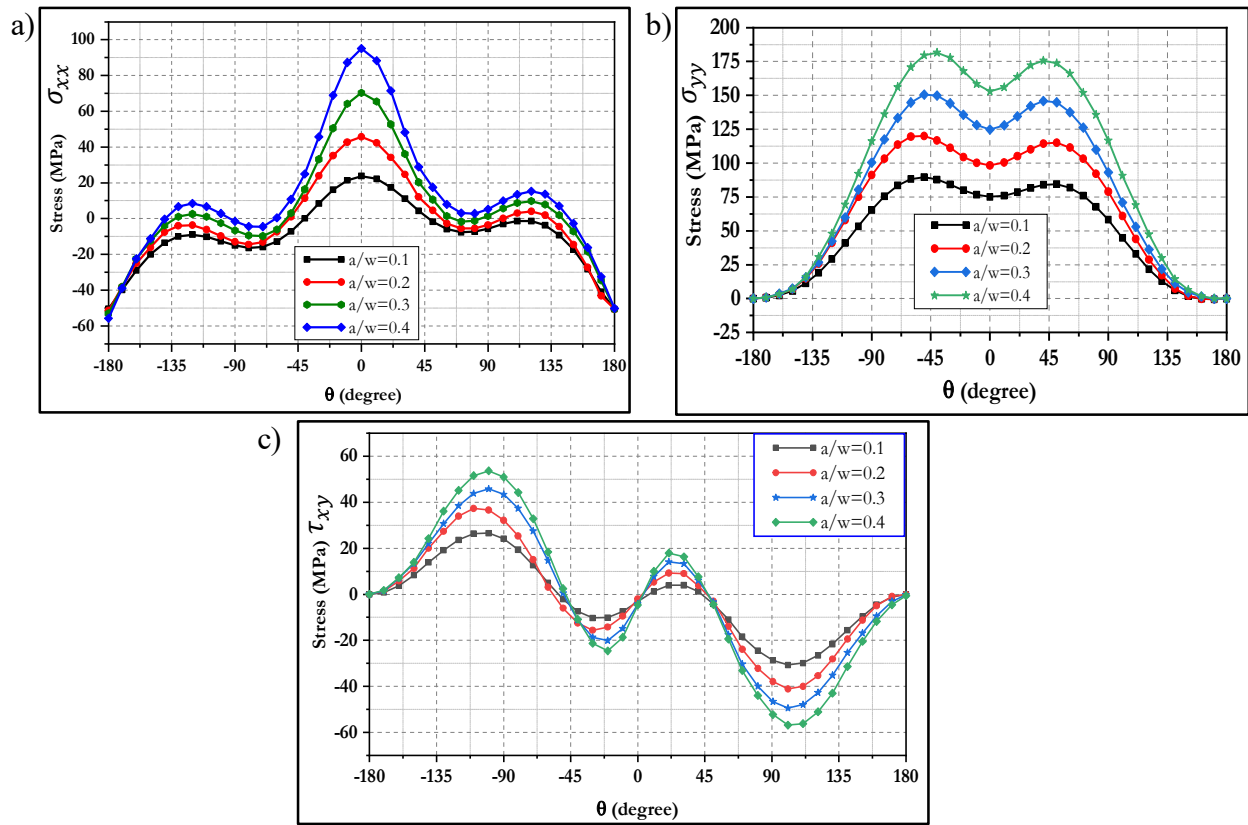 a)
Stress (MPa) σxx
100
80
60
40
20
0
-20
-40
-60
-180 -135 -90 -45 0 45 90 135 180
θ (degree)
a/w=0.1
a/w=0.2
a/w=0.3
a/w=0.4
b)
Stress (MPa) σyy
200
175
150
125
100
75
50
25
0
-25
-180 -135 -90 -45 0 45 90 135 180
θ (degree)
a/w=0.1
a/w=0.2
a/w=0.3
a/w=0.4
c)
Stress (MPa) τxy
60
40
20
0
-20
-40
-60
-180 -135 -90 -45 0 45 90 135 180
θ (degree)
a/w=0.1
a/w=0.2
a/w=0.3
a/w=0.4